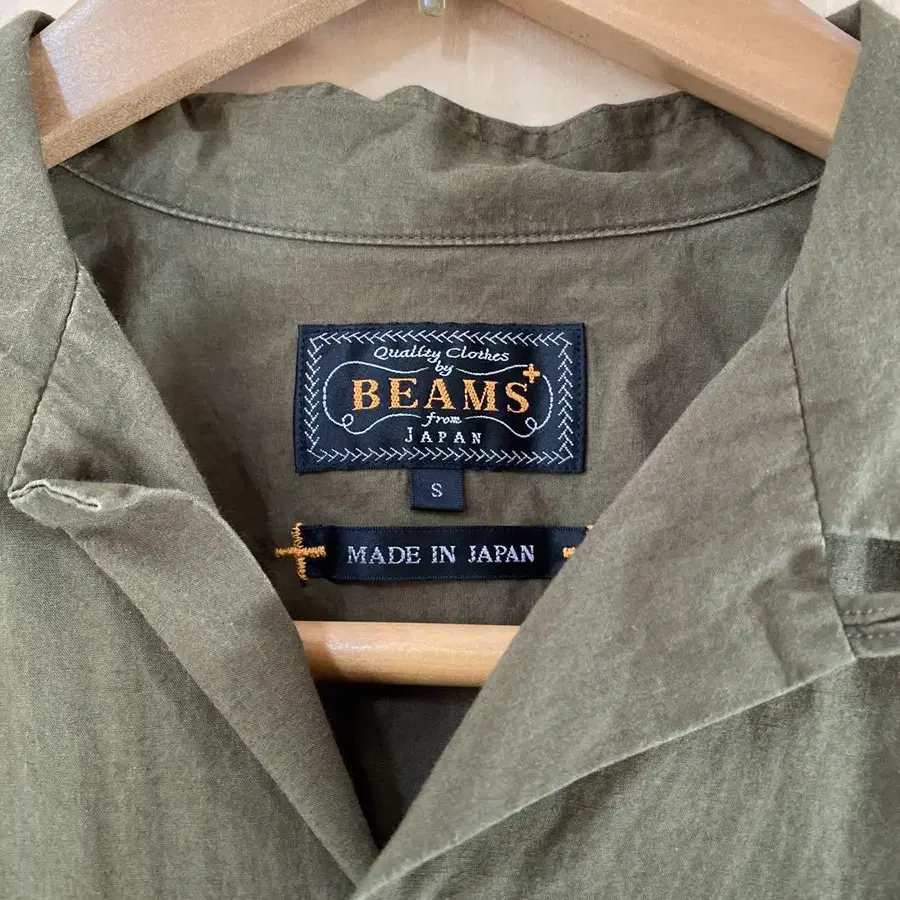 Quality Clothes
by
BEAMS+
from
JAPAN
S
MADE IN JAPAN